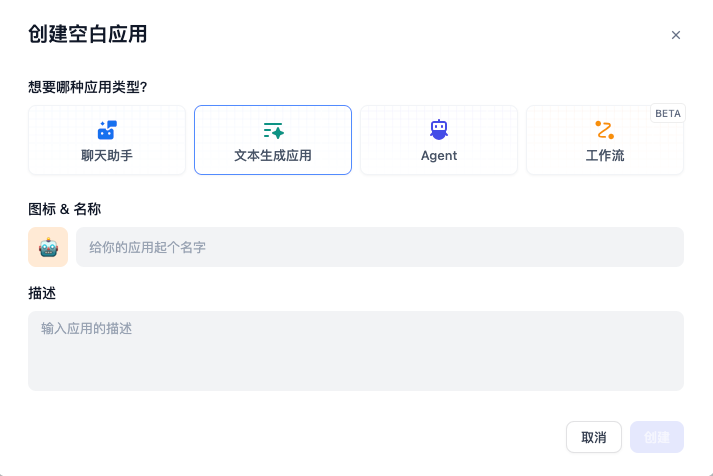 创建空白应用
想要哪种应用类型?
BETA
聊天助手
文本生成应用
Agent
工作流
图标 & 名称
给你的应用起个名字
描述
输入应用的描述
取消
创建